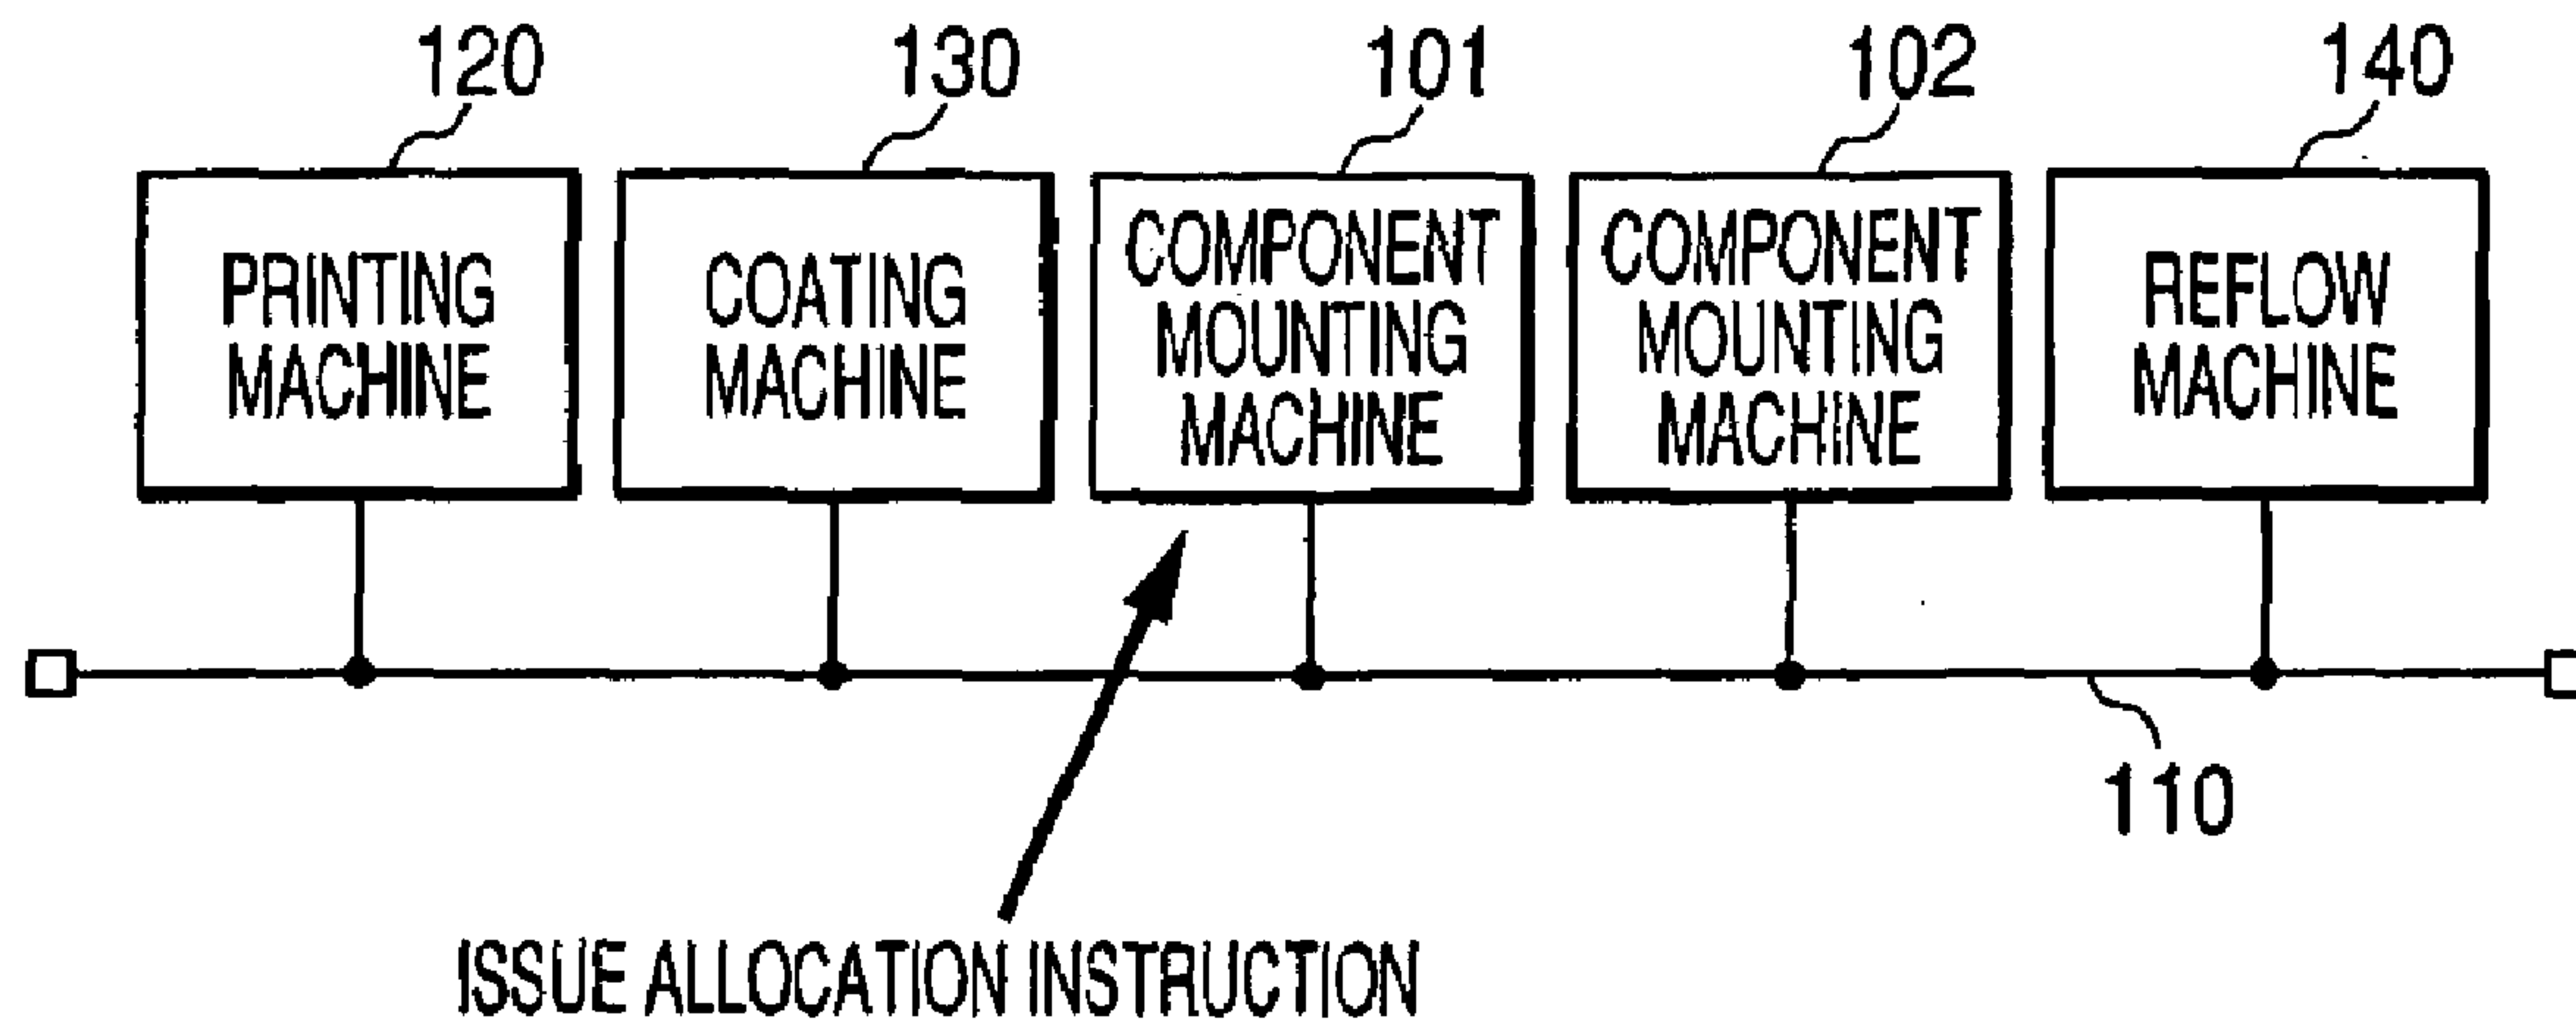 120
130
101
102
140
PRINTING
MACHINE
COATING
MACHINE
COMPONENT
MOUNTING
MACHINE
COMPONENT
MOUNTING
MACHINE
REFLOW
MACHINE
110
ISSUE ALLOCATION INSTRUCTION